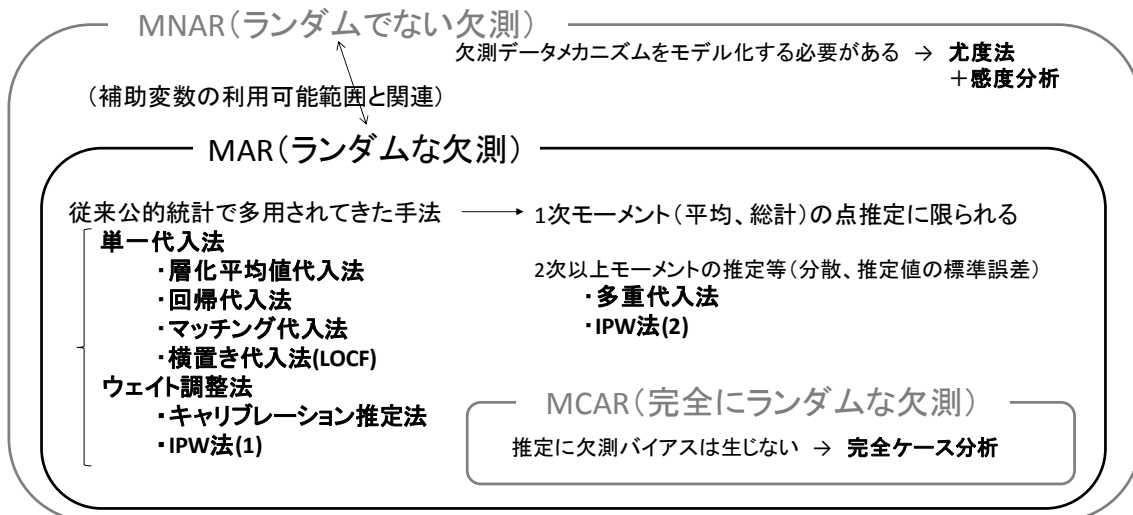 MNAR（ランダムでない欠測）
欠測データメカニズムをモデル化する必要がある → 尤度法
＋感度分析
（補助変数の利用可能範囲と関連）
MAR（ランダムな欠測）
従来公的統計で多用されてきた手法
1次モーメント（平均、総計）の点推定に限られる
単一代入法
・層化平均値代入法
・回帰代入法
・マッチング代入法
・横置き代入法(LOCF)
ウェイト調整法
・キャリブレーション推定法
・IPW法(1)
2次以上モーメントの推定等（分散、推定値の標準誤差）
・多重代入法
・IPW法(2)
MCAR（完全にランダムな欠測）
推定に欠測バイアスは生じない → 完全ケース分析